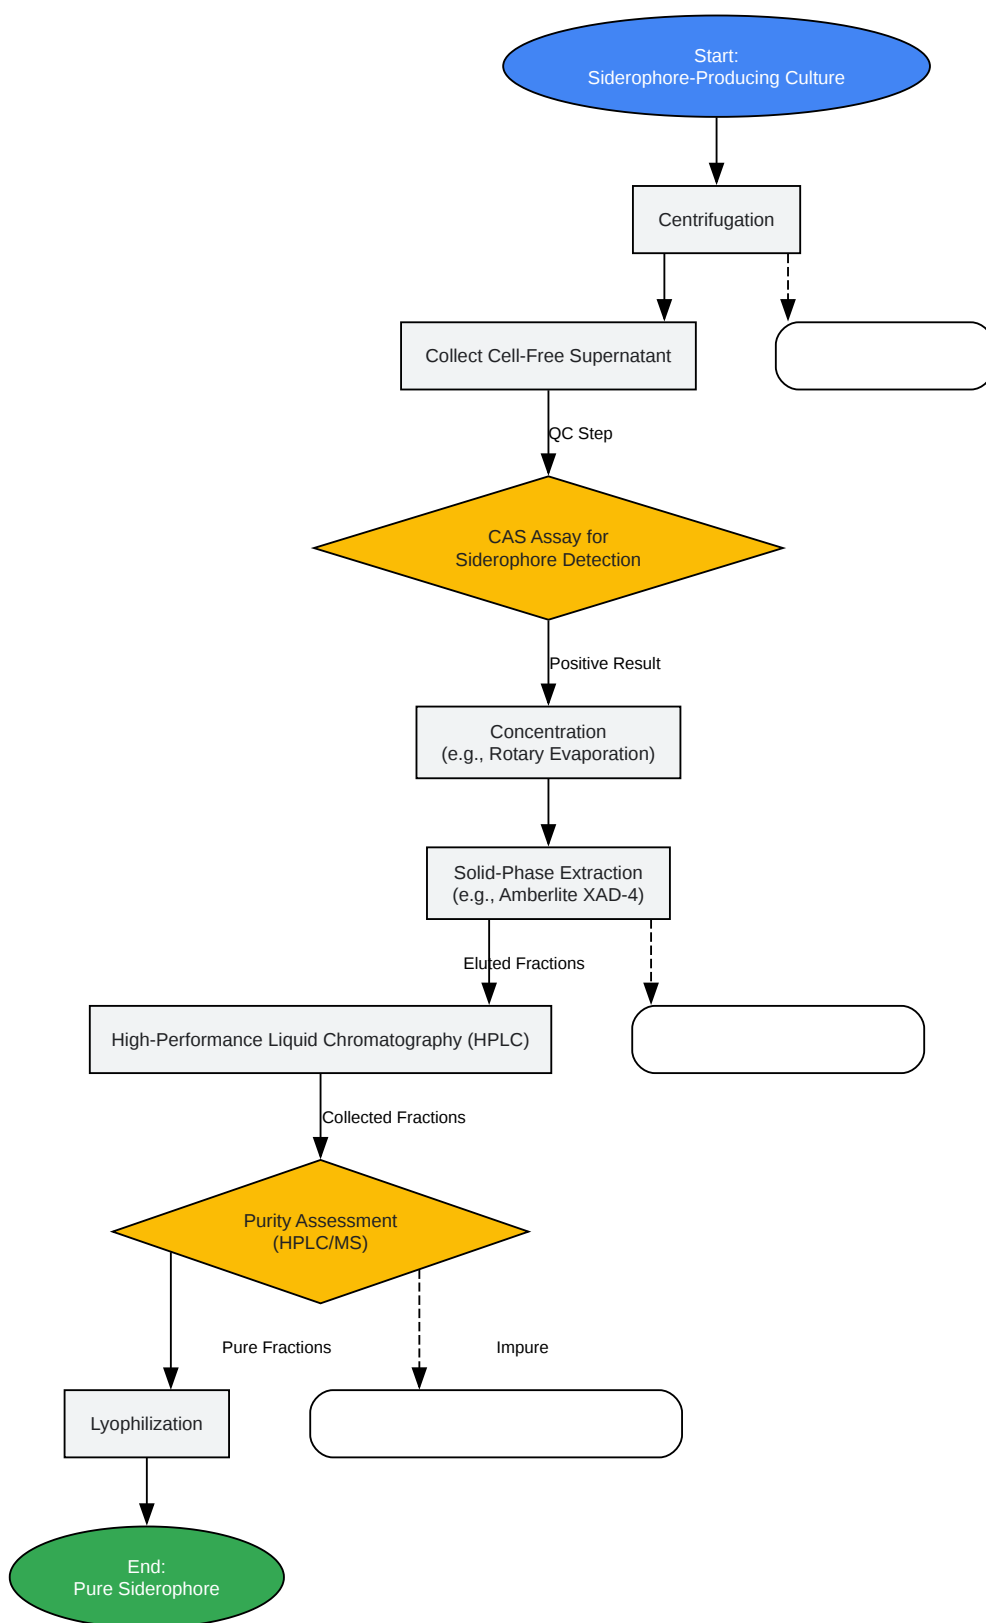 Start:
Siderophore-Producing Culture
Centrifugation
Collect Cell-Free Supernatant
QC Step
CAS Assay for
Siderophore Detection
Positive Result
Concentration
(e.g., Rotary Evaporation)
Solid-Phase Extraction
(e.g., Amberlite XAD-4)
Eluted Fractions
High-Performance Liquid Chromatography (HPLC)
Collected Fractions
Purity Assessment
(HPLC/MS)
Pure Fractions
Impure
Lyophilization
End:
Pure Siderophore